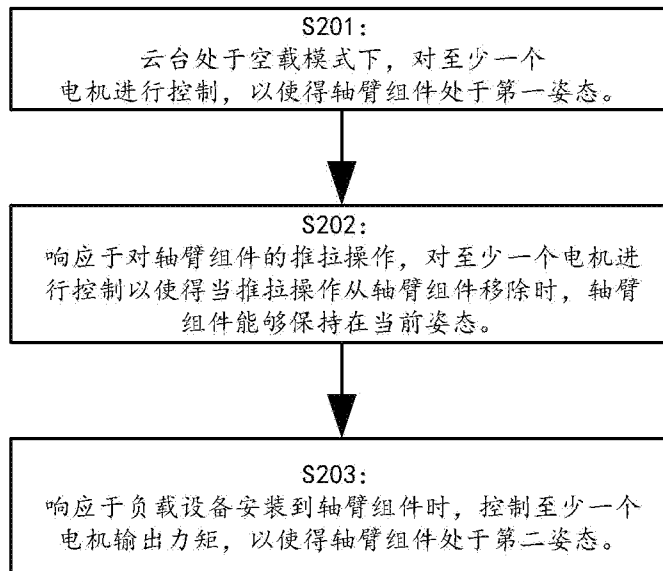 S201:
云台处于空载模式下，对至少一个
电机进行控制，以使得轴臂组件处于第一姿态。
S202:
响应于对轴臂组件的推拉操作，对至少一个电机进
行控制以使得当推拉操作从轴臂组件移除时，轴臂
组件能够保持在当前姿态。
S203:
响应于负载设备安装到轴臂组件时，控制至少一个
电机输出力矩，以使得轴臂组件处于第二姿态。